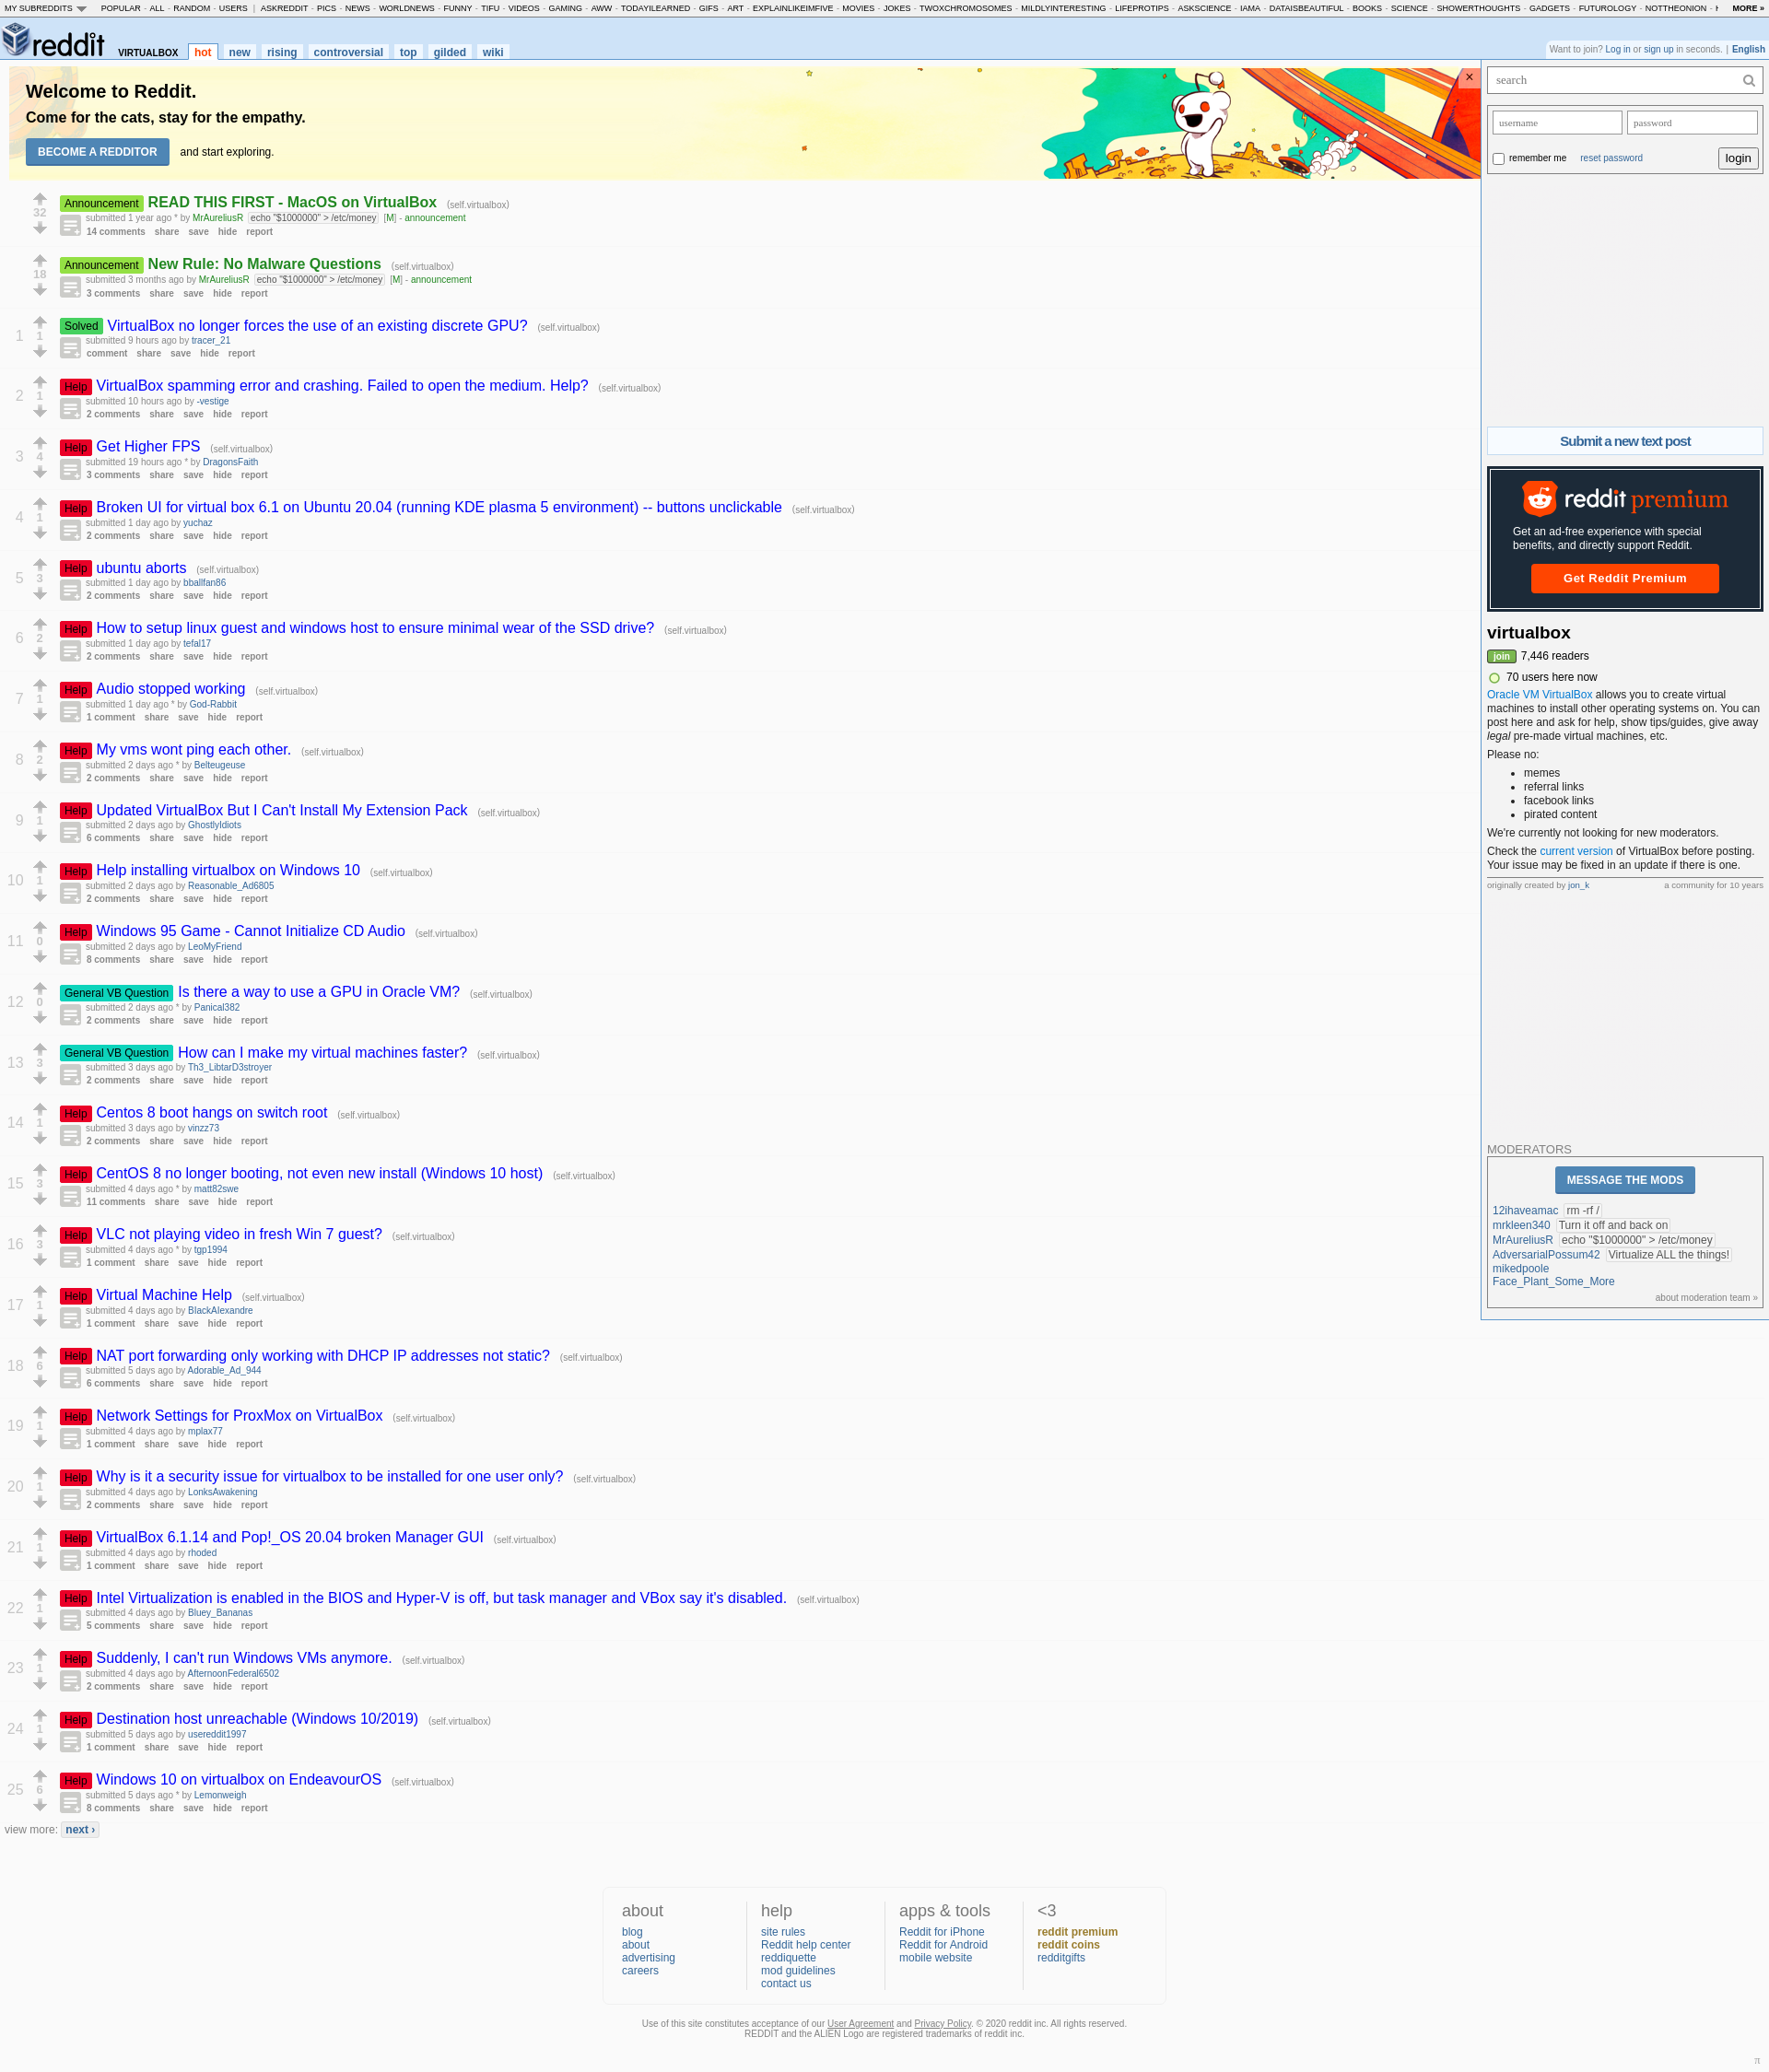 MY SUBREDDITS POPULAR - ALL - RANDOM - USERS | ASKREDDIT - PICS - NEWS - WORLDNEWS - FUNNY - TIFU - VIDEOS - GAMING - AWW - TODAYILEARNED - GIFS - ART - EXPLAINLIKEIMFIVE - MOVIES - JOKES - TWOXCHROMOSOMES - MILDLYINTERESTING - LIFEPROTIPS - ASKSCIENCE - IAMA - DATAISBEAUTIFUL - BOOKS - SCIENCE - SHOWERTHOUGHTS - GADGETS - FUTUROLOGY - NOTTHEONION - MORE »
reddit VIRTUALBOX hot new rising controversial top gilded wiki
Want to join? Log in or sign up in seconds. | English
Welcome to Reddit.
Come for the cats, stay for the empathy.
BECOME A REDDITOR and start exploring.
×
32
Announcement READ THIS FIRST - MacOS on VirtualBox (self.virtualbox)
submitted 1 year ago * by MrAureliusR echo "$1000000" > /etc/money [M] - announcement
14 comments share save hide report
18
Announcement New Rule: No Malware Questions (self.virtualbox)
submitted 3 months ago by MrAureliusR echo "$1000000" > /etc/money [M] - announcement
3 comments share save hide report
1 1
Solved VirtualBox no longer forces the use of an existing discrete GPU? (self.virtualbox)
submitted 9 hours ago by tracer_21
comment share save hide report
2 1
Help VirtualBox spamming error and crashing. Failed to open the medium. Help? (self.virtualbox)
submitted 10 hours ago by -vestige
2 comments share save hide report
3 4
Help Get Higher FPS (self.virtualbox)
submitted 19 hours ago * by DragonsFaith
3 comments share save hide report
4 1
Help Broken UI for virtual box 6.1 on Ubuntu 20.04 (running KDE plasma 5 environment) -- buttons unclickable (self.virtualbox)
submitted 1 day ago by yuchaz
2 comments share save hide report
5 3
Help ubuntu aborts (self.virtualbox)
submitted 1 day ago by bballfan86
2 comments share save hide report
6 2
Help How to setup linux guest and windows host to ensure minimal wear of the SSD drive? (self.virtualbox)
submitted 1 day ago by tefal17
2 comments share save hide report
7 1
Help Audio stopped working (self.virtualbox)
submitted 1 day ago * by God-Rabbit
1 comment share save hide report
8 2
Help My vms wont ping each other. (self.virtualbox)
submitted 2 days ago * by Belteugeuse
2 comments share save hide report
9 1
Help Updated VirtualBox But I Can't Install My Extension Pack (self.virtualbox)
submitted 2 days ago by GhostlyIdiots
6 comments share save hide report
10 1
Help Help installing virtualbox on Windows 10 (self.virtualbox)
submitted 2 days ago by Reasonable_Ad6805
2 comments share save hide report
11 0
Help Windows 95 Game - Cannot Initialize CD Audio (self.virtualbox)
submitted 2 days ago by LeoMyFriend
8 comments share save hide report
12 0
General VB Question Is there a way to use a GPU in Oracle VM? (self.virtualbox)
submitted 2 days ago * by Panical382
2 comments share save hide report
13 3
General VB Question How can I make my virtual machines faster? (self.virtualbox)
submitted 3 days ago by Th3_LibtarD3stroyer
2 comments share save hide report
14 1
Help Centos 8 boot hangs on switch root (self.virtualbox)
submitted 3 days ago by vinzz73
2 comments share save hide report
15 3
Help CentOS 8 no longer booting, not even new install (Windows 10 host) (self.virtualbox)
submitted 4 days ago * by matt82swe
11 comments share save hide report
16 3
Help VLC not playing video in fresh Win 7 guest? (self.virtualbox)
submitted 4 days ago * by tgp1994
1 comment share save hide report
17 1
Help Virtual Machine Help (self.virtualbox)
submitted 4 days ago by BlackAlexandre
1 comment share save hide report
18 6
Help NAT port forwarding only working with DHCP IP addresses not static? (self.virtualbox)
submitted 5 days ago by Adorable_Ad_944
6 comments share save hide report
19 1
Help Network Settings for ProxMox on VirtualBox (self.virtualbox)
submitted 4 days ago by mplax77
1 comment share save hide report
20 1
Help Why is it a security issue for virtualbox to be installed for one user only? (self.virtualbox)
submitted 4 days ago by LonksAwakening
2 comments share save hide report
21 1
Help VirtualBox 6.1.14 and Pop!_OS 20.04 broken Manager GUI (self.virtualbox)
submitted 4 days ago by rhoded
1 comment share save hide report
22 1
Help Intel Virtualization is enabled in the BIOS and Hyper-V is off, but task manager and VBox say it's disabled. (self.virtualbox)
submitted 4 days ago by Bluey_Bananas
5 comments share save hide report
23 1
Help Suddenly, I can't run Windows VMs anymore. (self.virtualbox)
submitted 4 days ago by AfternoonFederal6502
2 comments share save hide report
24 1
Help Destination host unreachable (Windows 10/2019) (self.virtualbox)
submitted 5 days ago by usereddit1997
1 comment share save hide report
25 6
Help Windows 10 on virtualbox on EndeavourOS (self.virtualbox)
submitted 5 days ago * by Lemonweigh
8 comments share save hide report
view more: next ›
search
username password
remember me reset password login
Submit a new text post
reddit premium
Get an ad-free experience with special
benefits, and directly support Reddit.
Get Reddit Premium
virtualbox
join 7,446 readers
70 users here now
Oracle VM VirtualBox allows you to create virtual
machines to install other operating systems on. You can
post here and ask for help, show tips/guides, give away
legal pre-made virtual machines, etc.
Please no:
• memes
• referral links
• facebook links
• pirated content
We're currently not looking for new moderators.
Check the current version of VirtualBox before posting.
Your issue may be fixed in an update if there is one.
originally created by jon_k a community for 10 years
MODERATORS
MESSAGE THE MODS
12ihaveamac rm -rf /
mrkleen340 Turn it off and back on
MrAureliusR echo "$1000000" > /etc/money
AdversarialPossum42 Virtualize ALL the things!
mikedpoole
Face_Plant_Some_More
about moderation team »
about
blog
about
advertising
careers
help
site rules
Reddit help center
reddiquette
mod guidelines
contact us
apps & tools
Reddit for iPhone
Reddit for Android
mobile website
<3
reddit premium
reddit coins
redditgifts
Use of this site constitutes acceptance of our User Agreement and Privacy Policy. © 2020 reddit inc. All rights reserved.
REDDIT and the ALIEN Logo are registered trademarks of reddit inc.
π